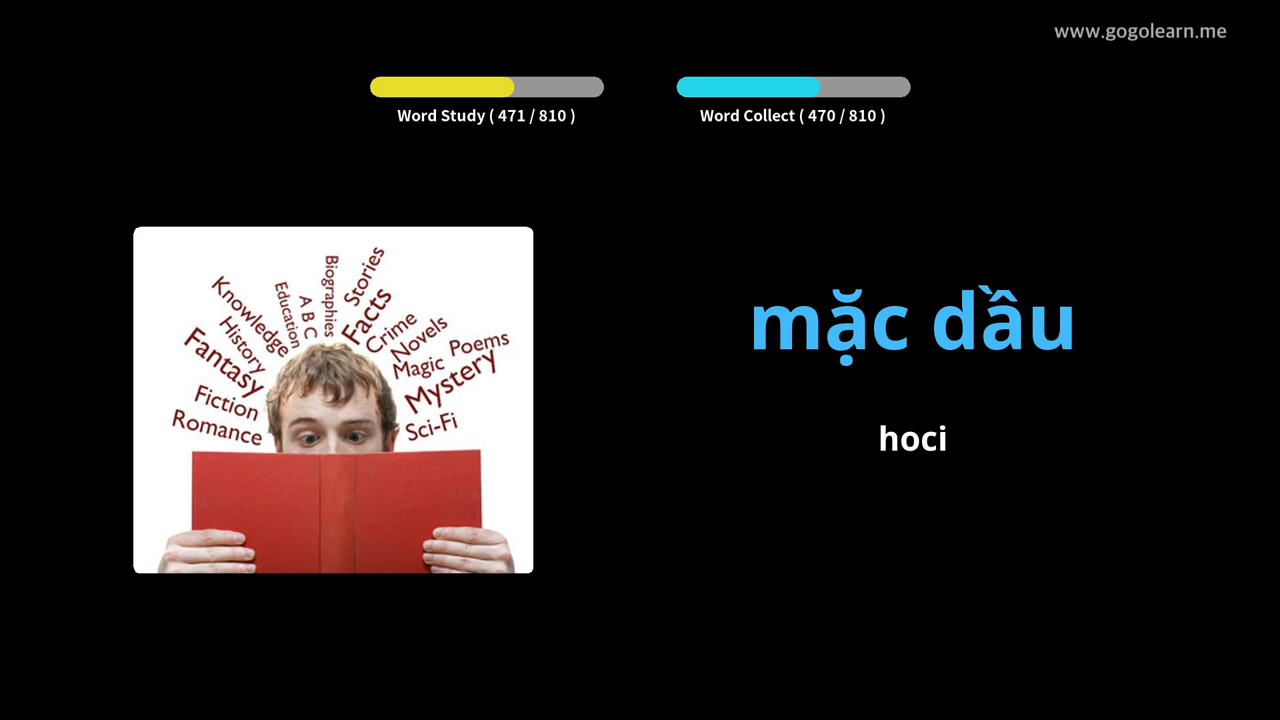 www.gogolearn.me
Word Study ( 471 / 810 )
Word Collect ( 470 / 810 )
Knowledge
Education
A B C
Biographies
Stories
Facts
Crime
Novels
Poems
Magic
Mystery
Sci-Fi
History
Fantasy
Fiction
Romance
mặc dầu
hoci